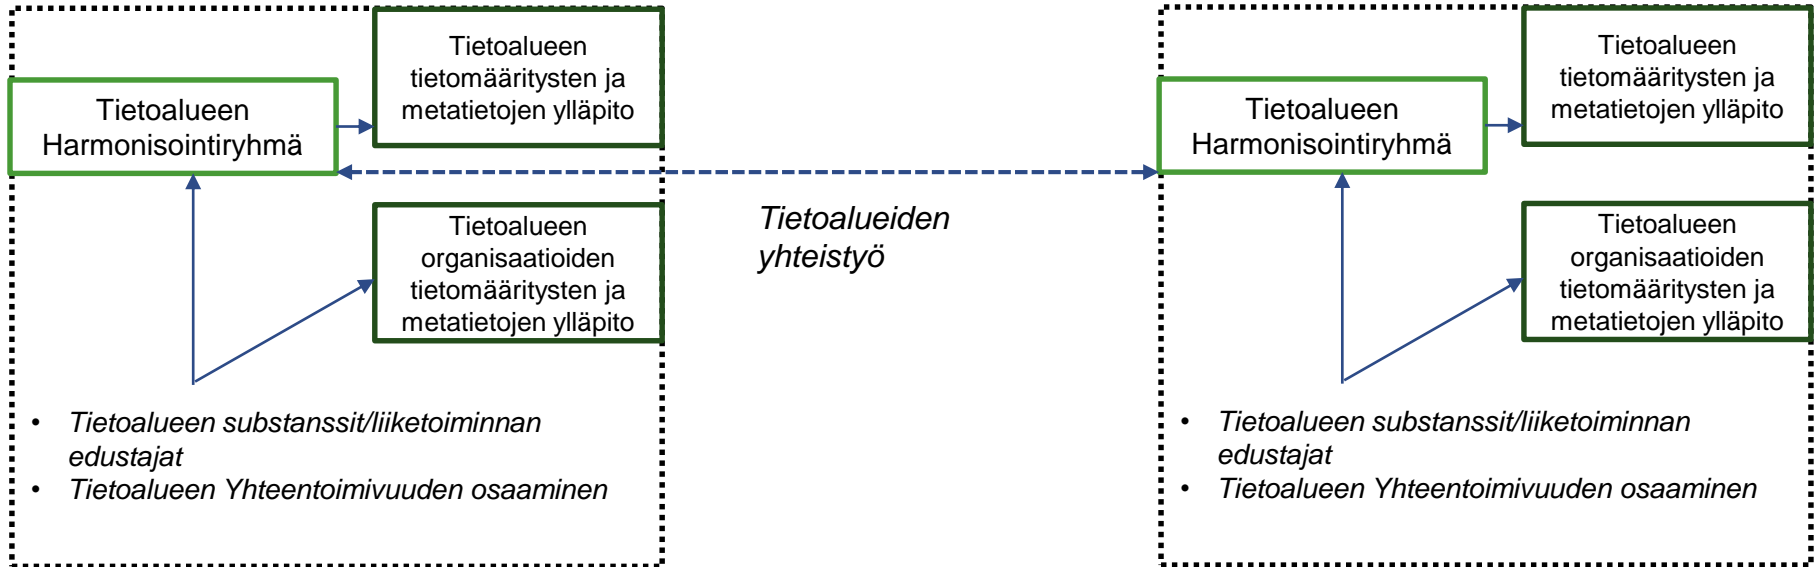 Tietoalueen
tietomääritysten ja
metatietojen ylläpito
Tietoalueen
Harmonisointiryhmä
Tietoalueen
organisaatioiden
tietomääritysten ja
metatietojen ylläpito
• Tietoalueen substanssit/liiketoiminnan
edustajat
• Tietoalueen Yhteentoimivuuden osaaminen
Tietoalueiden
yhteistyö
Tietoalueen
tietomääritysten ja
metatietojen ylläpito
Tietoalueen
Harmonisointiryhmä
Tietoalueen
organisaatioiden
tietomääritysten ja
metatietojen ylläpito
• Tietoalueen substanssit/liiketoiminnan
edustajat
• Tietoalueen Yhteentoimivuuden osaaminen